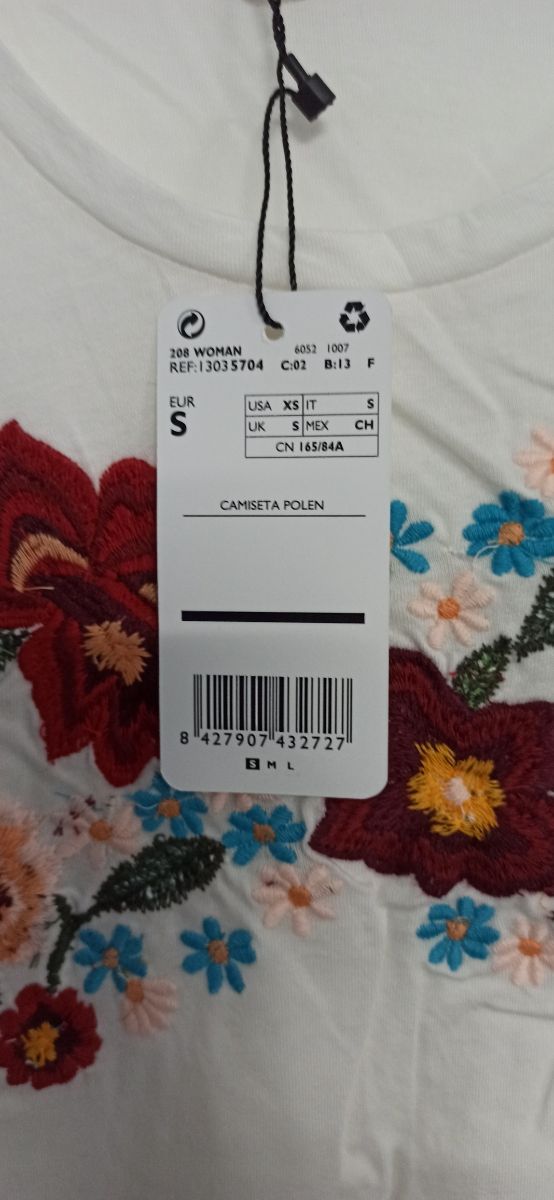 208 WOMAN 6052 1007
REF:13035704 C:02 B:13 F
EUR
S
USA XS IT S
UK S MEX CH
CN 165/84A
CAMISETA POLEN
8 427907 432727
S M L